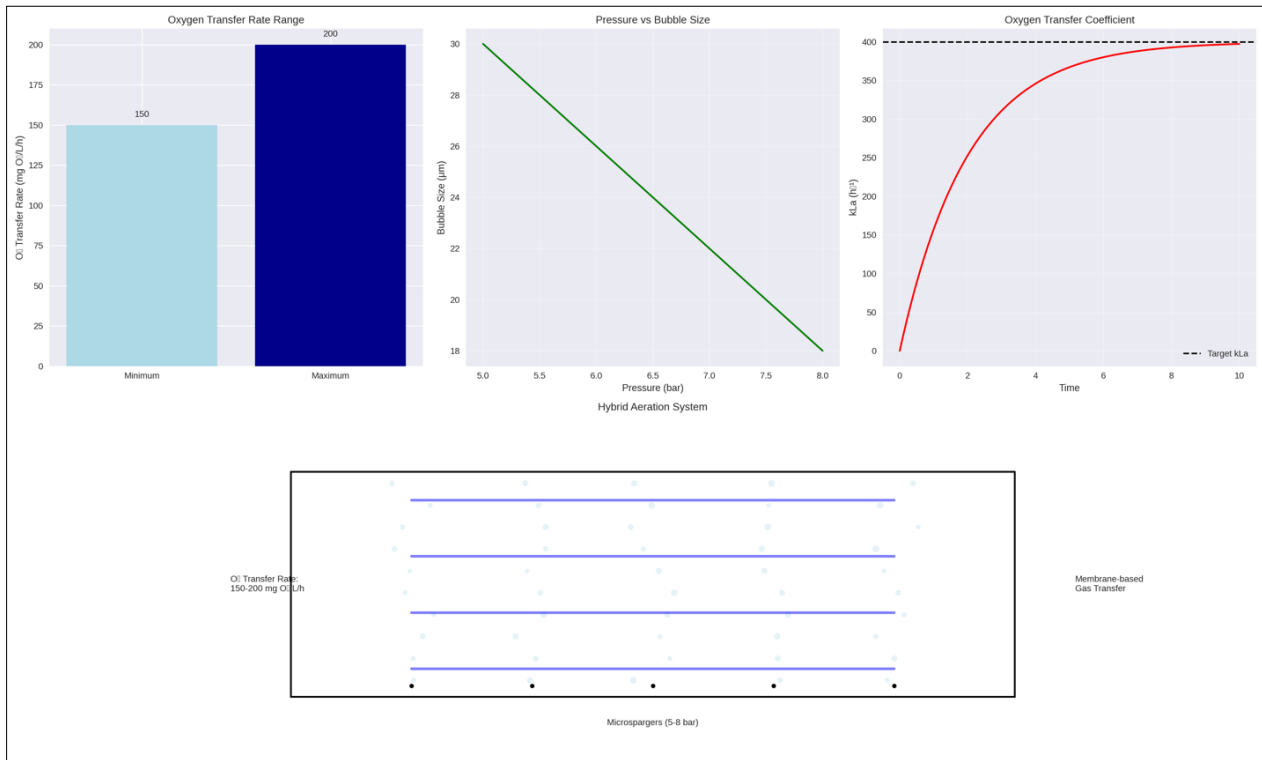 Oxygen Transfer Rate Range
O▯ Transfer Rate (mg O▯/L/h)
200
175
150
125
100
75
50
25
0
150
200
Minimum
Maximum
Pressure vs Bubble Size
Bubble Size (µm)
30
28
26
24
22
20
18
5.0
5.5
6.0
6.5
7.0
7.5
8.0
Pressure (bar)
Oxygen Transfer Coefficient
kLa (h▯¹)
400
350
300
250
200
150
100
50
0
Target kLa
0
2
4
6
8
10
Time
Hybrid Aeration System
O▯ Transfer Rate:
150-200 mg O▯L/h
Membrane-based
Gas Transfer
Microspargers (5-8 bar)